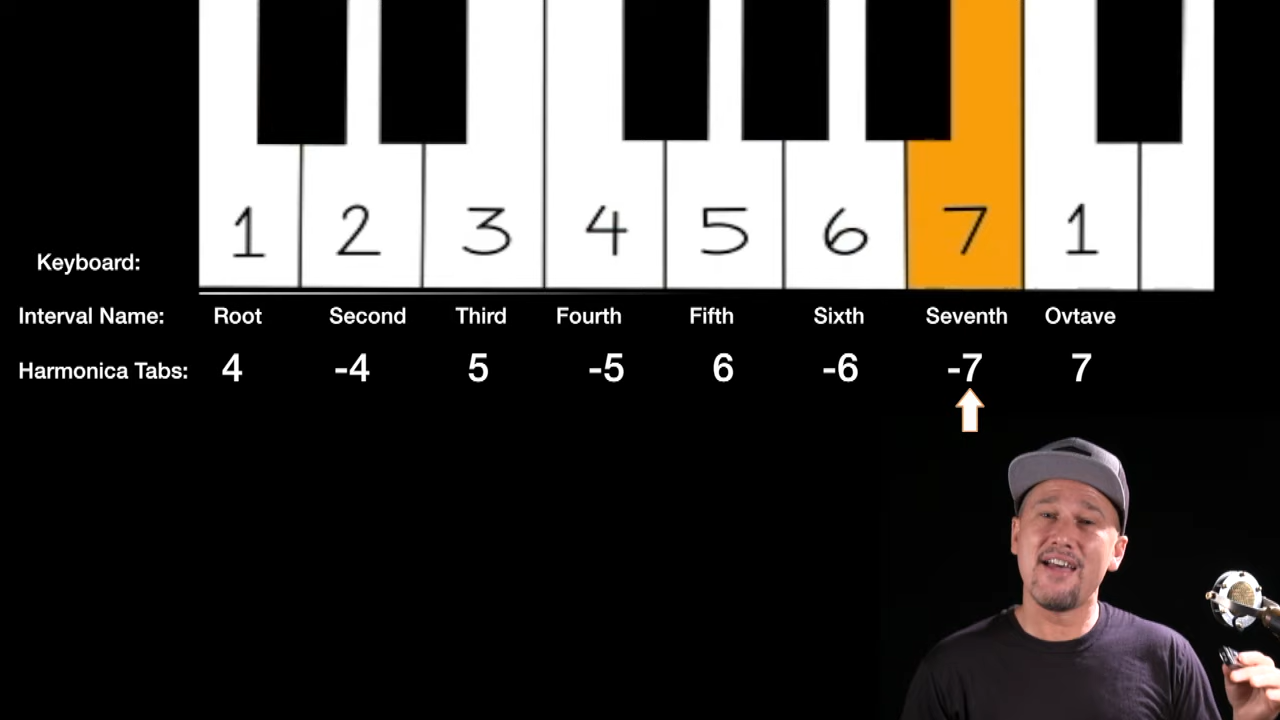 1 2 3 4 5 6 7 1
Keyboard:
Interval Name: Root Second Third Fourth Fifth Sixth Seventh Ovtave
Harmonica Tabs: 4 -4 5 -5 6 -6 -7 7